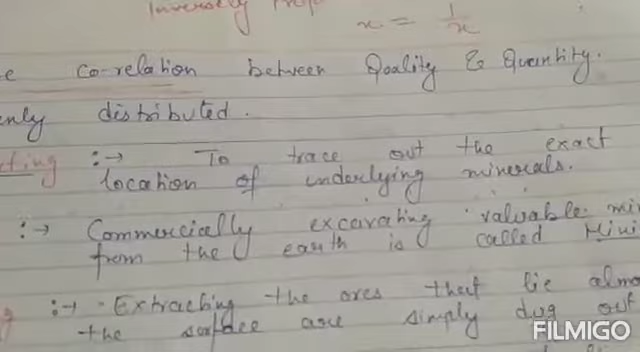 Inversely
x = 1/x
co-relation between Quality & Quantity.
distributed.
:→ To trace out the exact
location of underlying minerals.
:→ Commercially excavating valuable
from the earth is called
:→ Extracting the ores that lie
the surface are simply dug out
FILMIGO